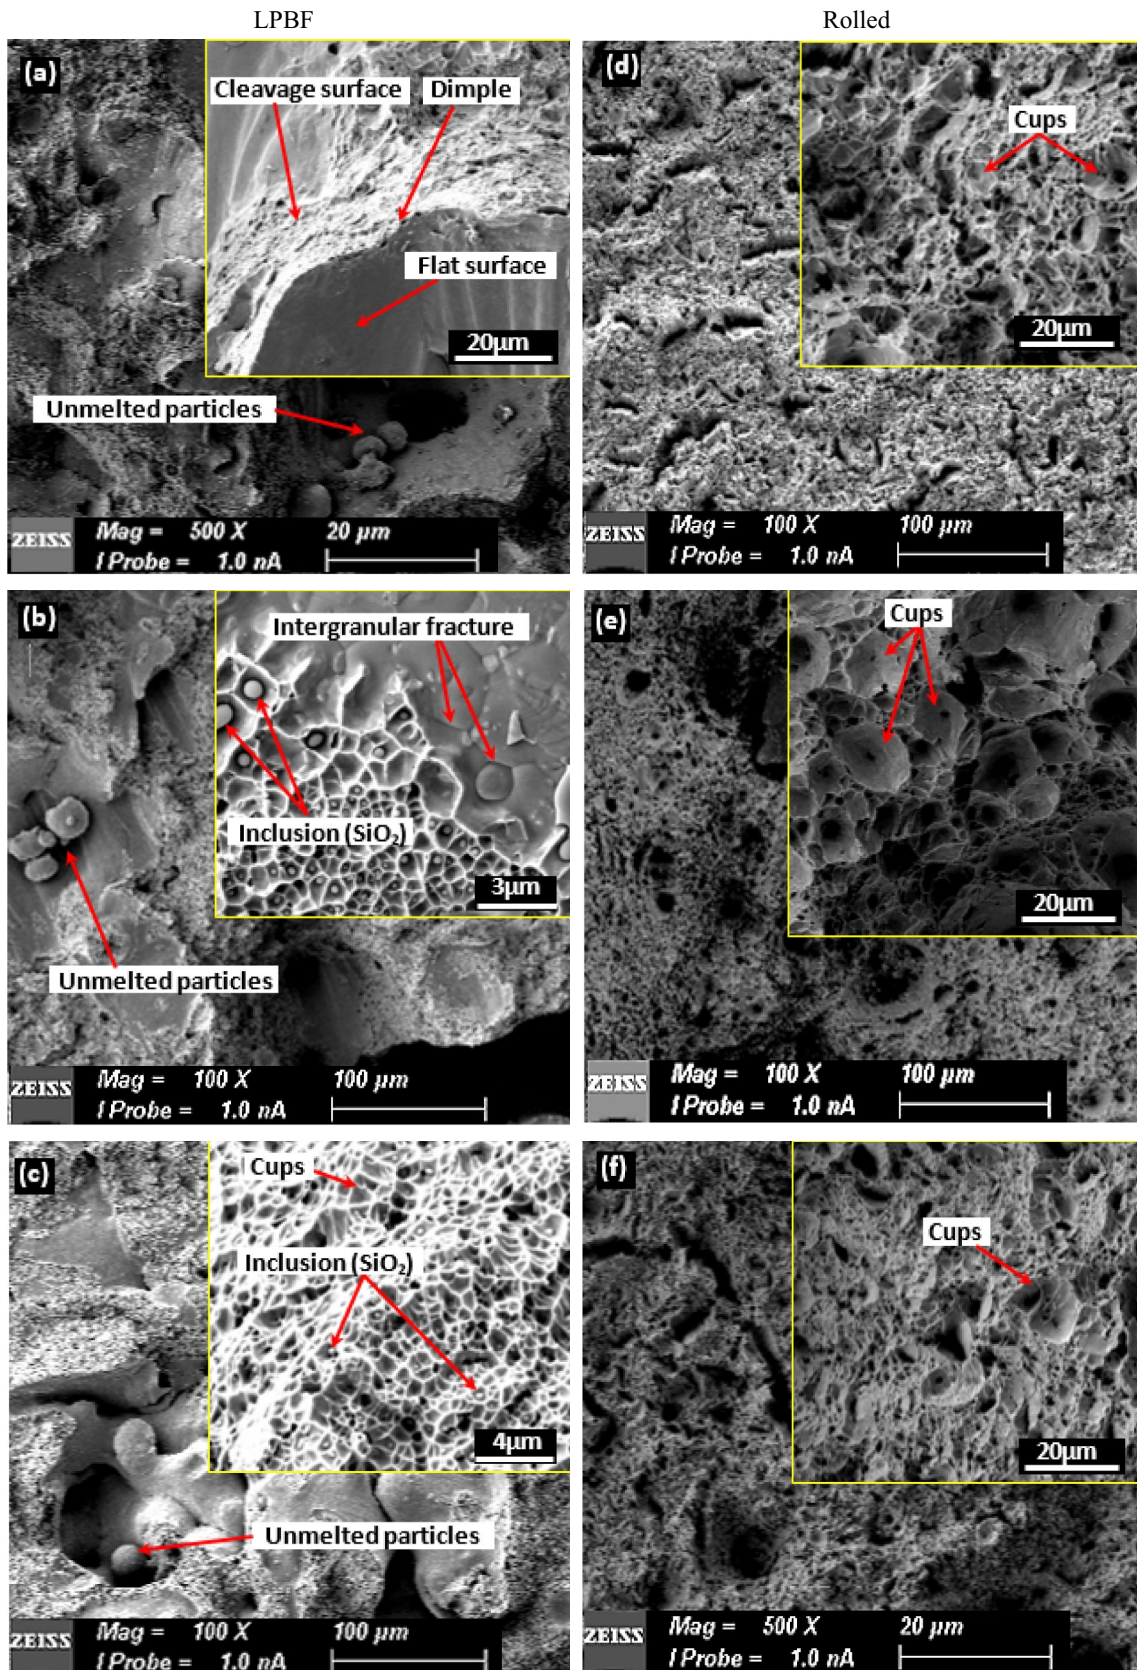 LPBF
Rolled
(a)
Cleavage surface
Dimple
Flat surface
20µm
Unmelted particles
ZEISS
Mag = 500 X
20 µm
I Probe = 1.0 nA
(d)
Cups
20µm
ZEISS
Mag = 100 X
100 µm
I Probe = 1.0 nA
(b)
Intergranular fracture
Inclusion (SiO₂)
3µm
Unmelted particles
ZEISS
Mag = 100 X
100 µm
I Probe = 1.0 nA
(e)
Cups
20µm
ZEISS
Mag = 100 X
100 µm
I Probe = 1.0 nA
(c)
Cups
Inclusion (SiO₂)
4µm
Unmelted particles
ZEISS
Mag = 100 X
100 µm
I Probe = 1.0 nA
(f)
Cups
20µm
ZEISS
Mag = 500 X
20 µm
I Probe = 1.0 nA